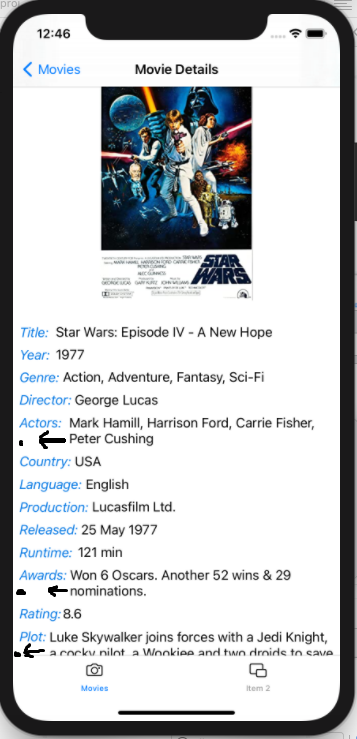 12:46
Movies
Movie Details
STAR
WARS
Title: Star Wars: Episode IV - A New Hope
Year: 1977
Genre: Action, Adventure, Fantasy, Sci-Fi
Director: George Lucas
Actors: Mark Hamill, Harrison Ford, Carrie Fisher,
Peter Cushing
Country: USA
Language: English
Production: Lucasfilm Ltd.
Released: 25 May 1977
Runtime: 121 min
Awards: Won 6 Oscars. Another 52 wins & 29
nominations.
Rating: 8.6
Plot: Luke Skywalker joins forces with a Jedi Knight,
a cocky pilot, a Wookiee and two droids to save
Movies
Item 2